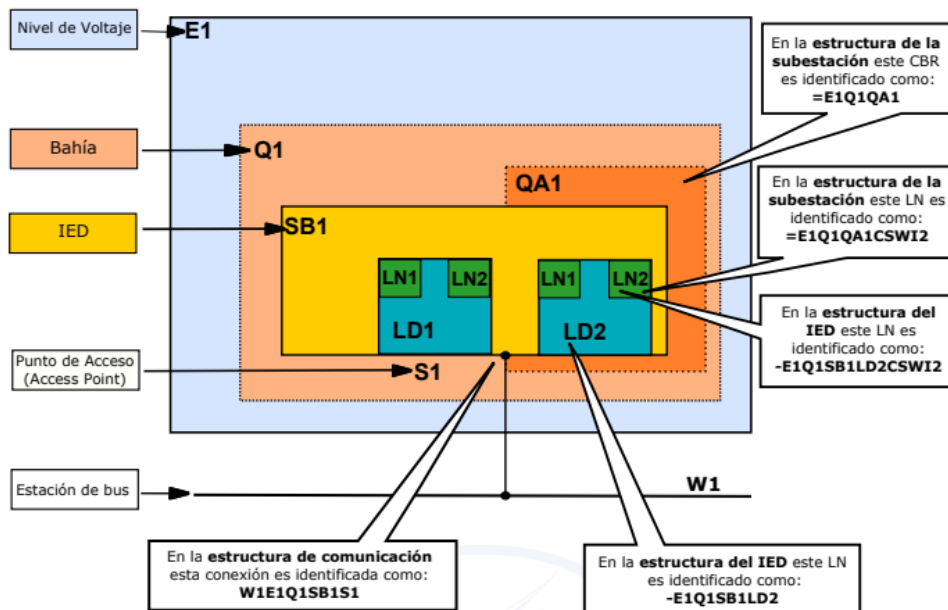 Nivel de Voltaje
E1
En la estructura de la
subestación este CBR
es identificado como:
=E1Q1QA1
Bahía
Q1
QA1
En la estructura de la
subestación este LN es
identificado como:
=E1Q1QA1CSWI2
IED
SB1
LN1
LN2
LD1
LN1
LN2
LD2
En la estructura del
IED este LN es
identificado como:
-E1Q1SB1LD2CSWI2
Punto de Acceso
(Access Point)
S1
Estación de bus
W1
En la estructura de comunicación
esta conexión es identificada como:
W1E1Q1SB1S1
En la estructura del IED este LN
es identificado como:
-E1Q1SB1LD2